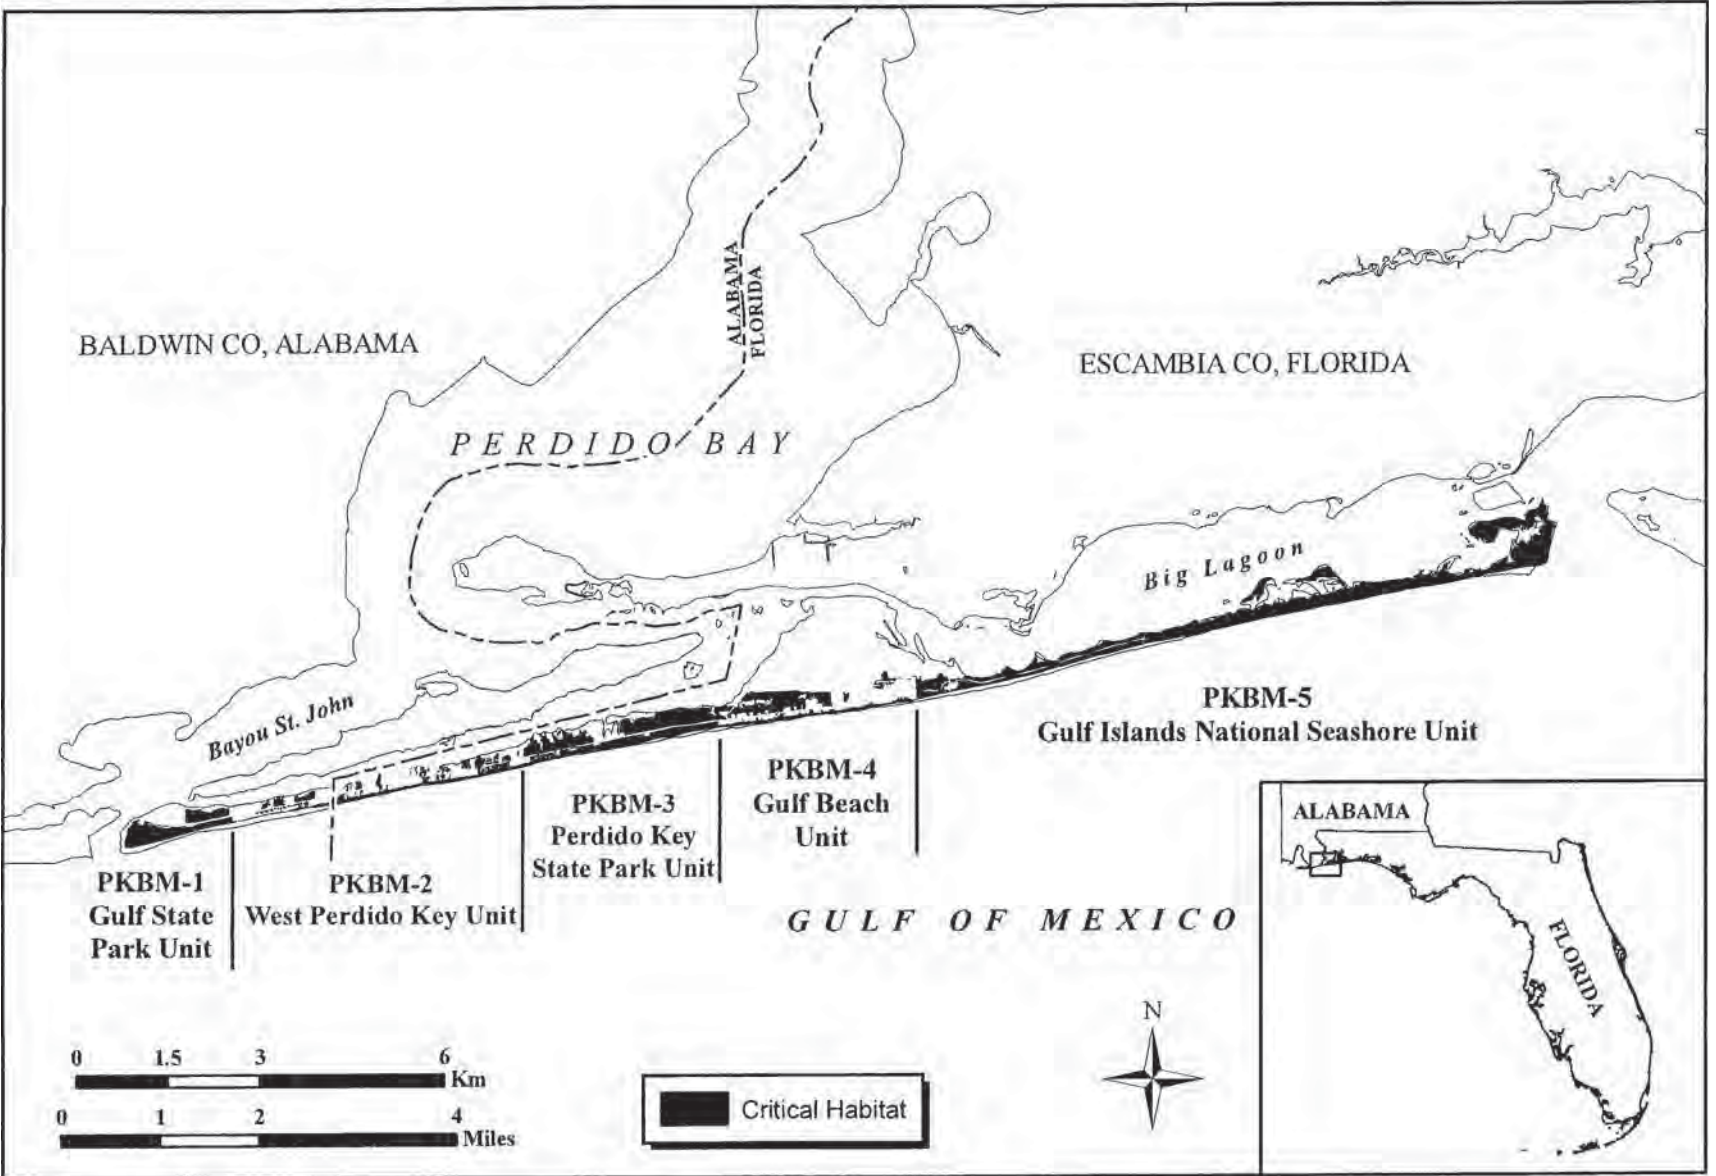 ALABAMA
FLORIDA
BALDWIN CO, ALABAMA
ESCAMBIA CO, FLORIDA
PERDIDO BAY
Big Lagoon
Bayou St. John
PKBM-5
Gulf Islands National Seashore Unit
PKBM-4
Gulf Beach
Unit
PKBM-3
Perdido Key
State Park Unit
PKBM-2
West Perdido Key Unit
PKBM-1
Gulf State
Park Unit
GULF OF MEXICO
ALABAMA
FLORIDA
N
0 1.5 3 6
Km
0 1 2 4
Miles
Critical Habitat